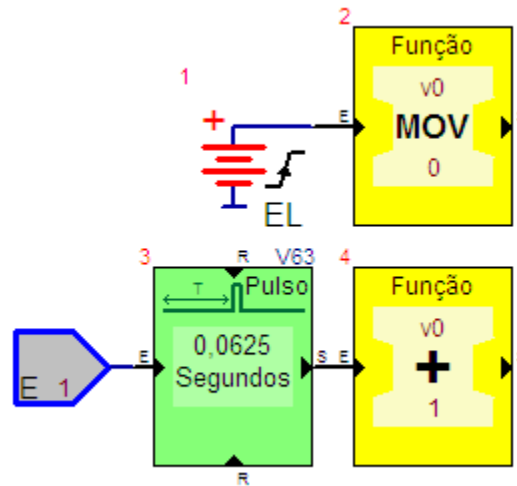 2
Função
1
v0
+
E
MOV
0
EL
3
R
V63
4
T
Pulso
Função
v0
0,0625
E
S
E
+
Segundos
E 1
1
R